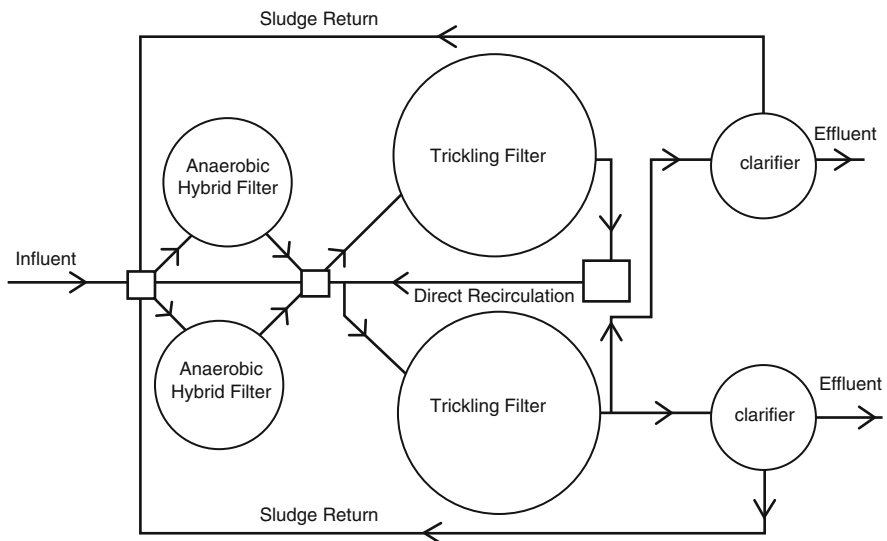 Sludge Return
Anaerobic
Hybrid Filter
Trickling Filter
clarifier
Effluent
Influent
Direct Recirculation
Anaerobic
Hybrid Filter
Trickling Filter
clarifier
Effluent
Sludge Return